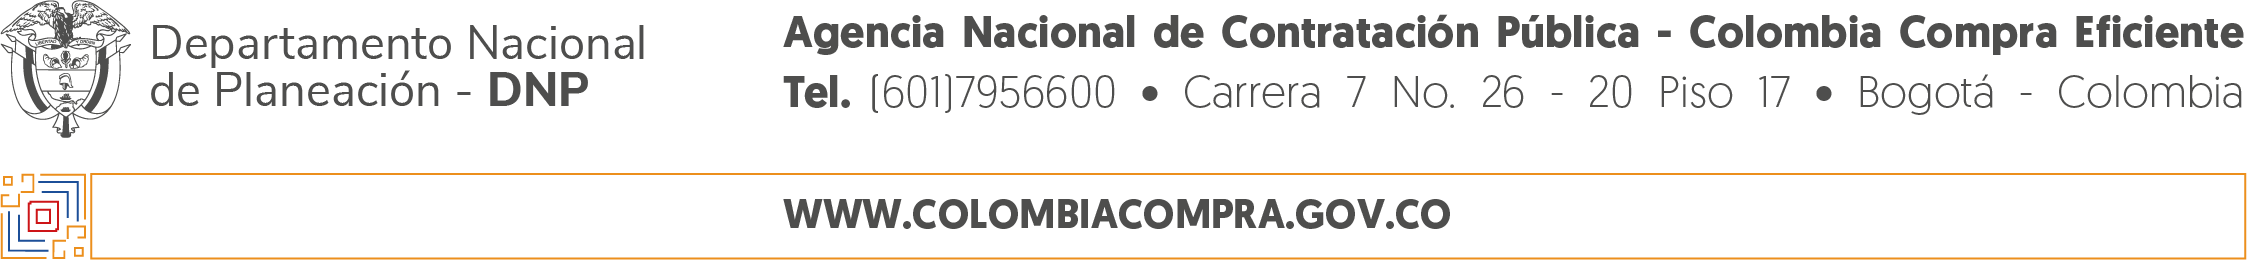 Departamento Nacional
de Planeación - DNP
Agencia Nacional de Contratación Pública - Colombia Compra Eficiente
Tel. (601)7956600 • Carrera 7 No. 26 - 20 Piso 17 • Bogotá - Colombia
WWW.COLOMBIACOMPRA.GOV.CO